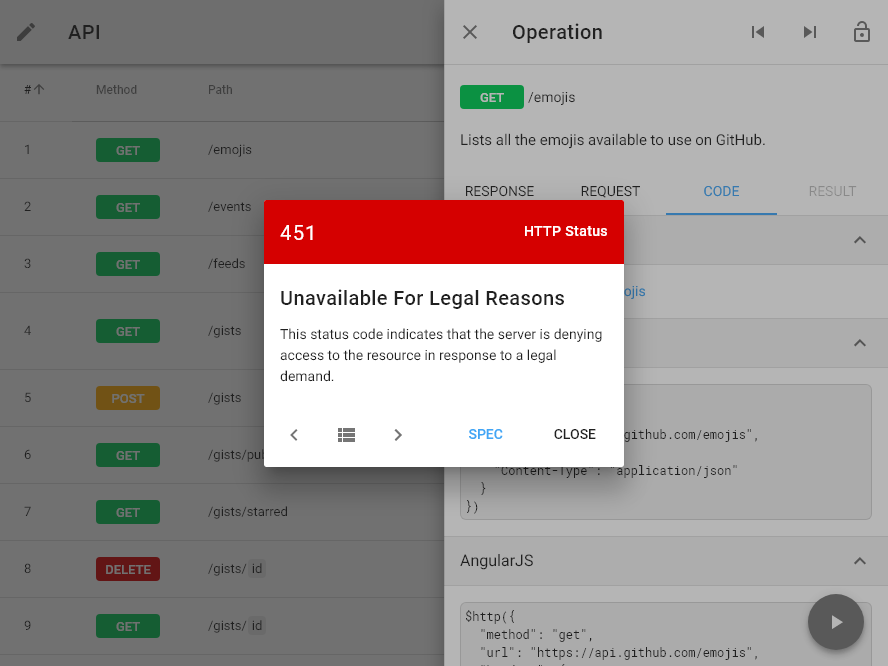 API
Operation
# Method Path
GET /emojis
Lists all the emojis available to use on GitHub.
RESPONSE REQUEST CODE RESULT
1 GET /emojis
2 GET /events
3 GET /feeds
4 GET /gists
5 POST /gists
6 GET /gists/pub
7 GET /gists/starred
8 DELETE /gists/ id
9 GET /gists/ id
451 HTTP Status
Unavailable For Legal Reasons
This status code indicates that the server is denying
access to the resource in response to a legal
demand.
SPEC CLOSE
ojis
github.com/emojis",
"Content-Type": "application/json"
}
})
AngularJS
$http({
"method": "get",
"url": "https://api.github.com/emojis",